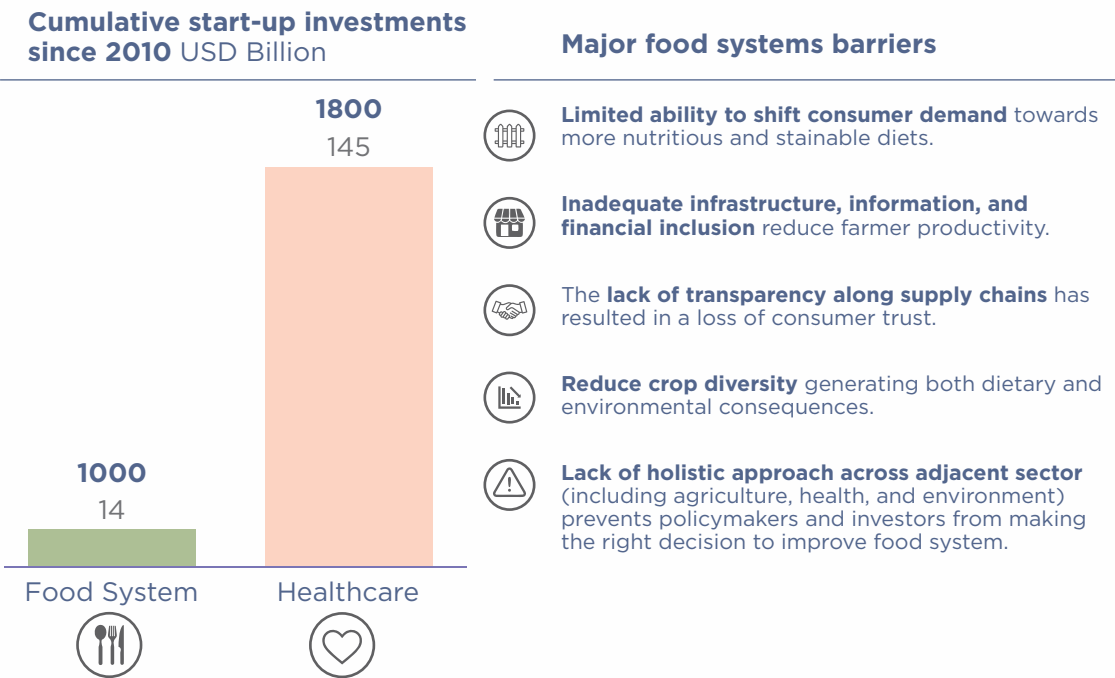 Cumulative start-up investments
since 2010 USD Billion
1800
145
1000
14
Food System
Healthcare
Major food systems barriers
Limited ability to shift consumer demand towards
more nutritious and stainable diets.
Inadequate infrastructure, information, and
financial inclusion reduce farmer productivity.
The lack of transparency along supply chains has
resulted in a loss of consumer trust.
Reduce crop diversity generating both dietary and
environmental consequences.
Lack of holistic approach across adjacent sector
(including agriculture, health, and environment)
prevents policymakers and investors from making
the right decision to improve food system.